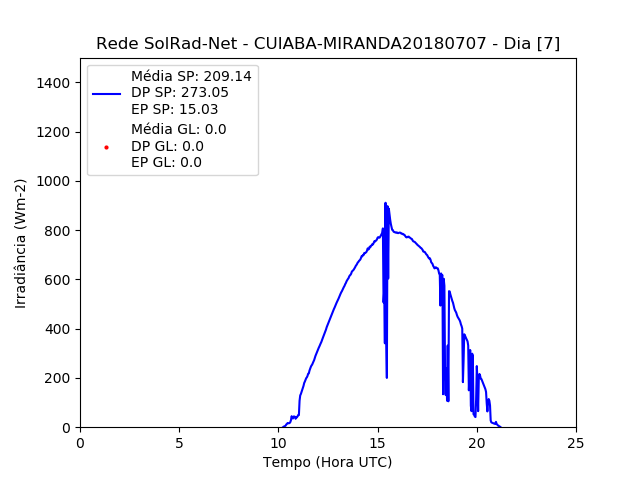 Rede SolRad-Net - CUIABA-MIRANDA20180707 - Dia [7]
Média SP: 209.14
DP SP: 273.05
EP SP: 15.03
Média GL: 0.0
DP GL: 0.0
EP GL: 0.0
Irradiância (Wm-2)
1400
1200
1000
800
600
400
200
0
0 5 10 15 20 25
Tempo (Hora UTC)